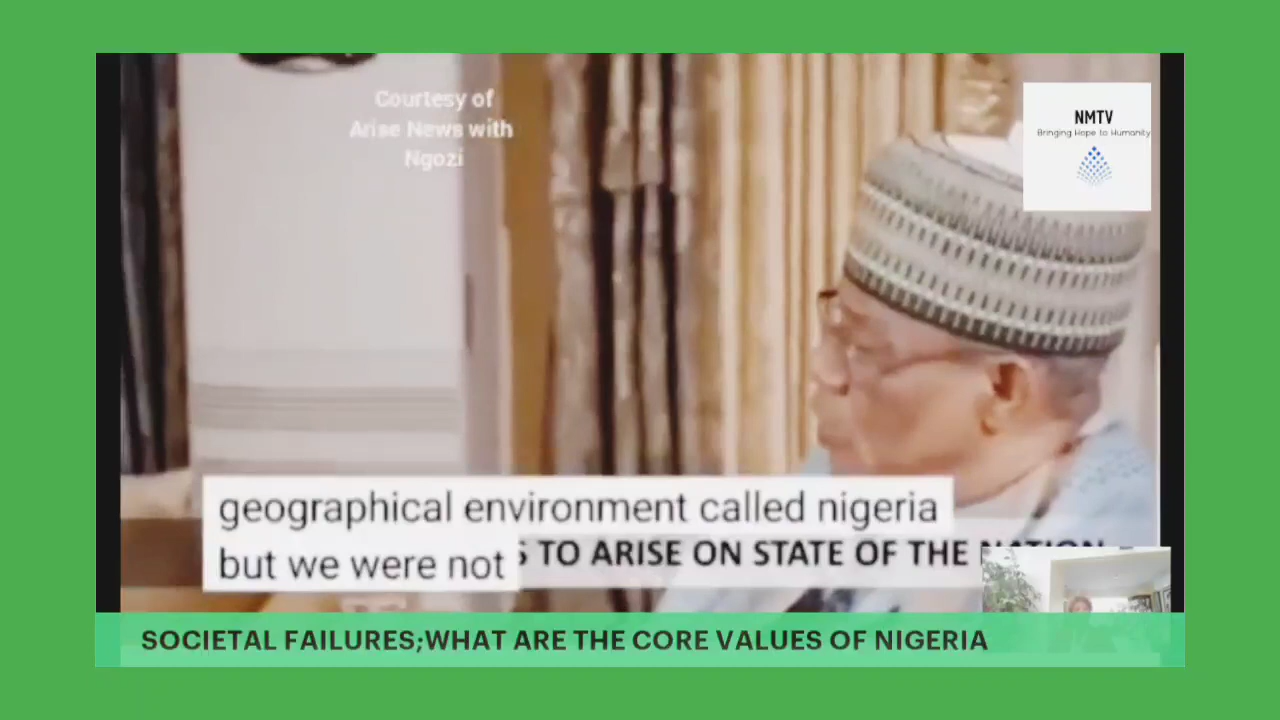 Courtesy of
Arise News with
Ngozi
NMTV
Bringing Hope to Humanity
geographical environment called nigeria
but we were not
TO ARISE ON STATE OF THE NATION
SOCIETAL FAILURES;WHAT ARE THE CORE VALUES OF NIGERIA